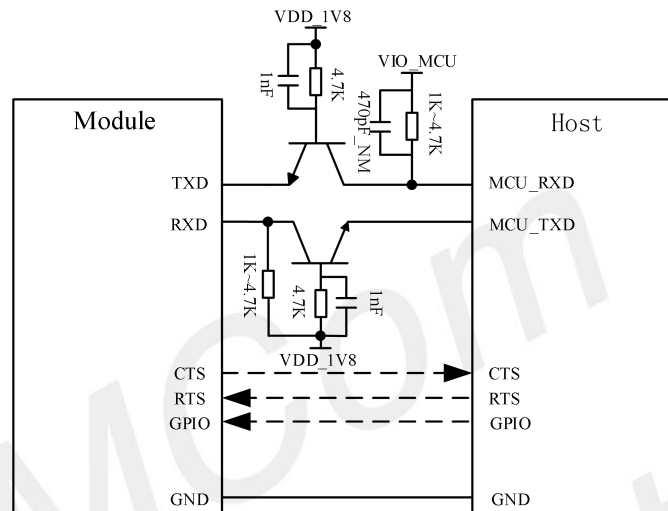 VDD_1V8
1nF
4.7K
VIO_MCU
470pF_NM
1K~4.7K
Module
Host
TXD
MCU_RXD
RXD
MCU_TXD
1K~4.7K
4.7K
1nF
VDD_1V8
CTS
CTS
RTS
RTS
GPIO
GPIO
GND
GND